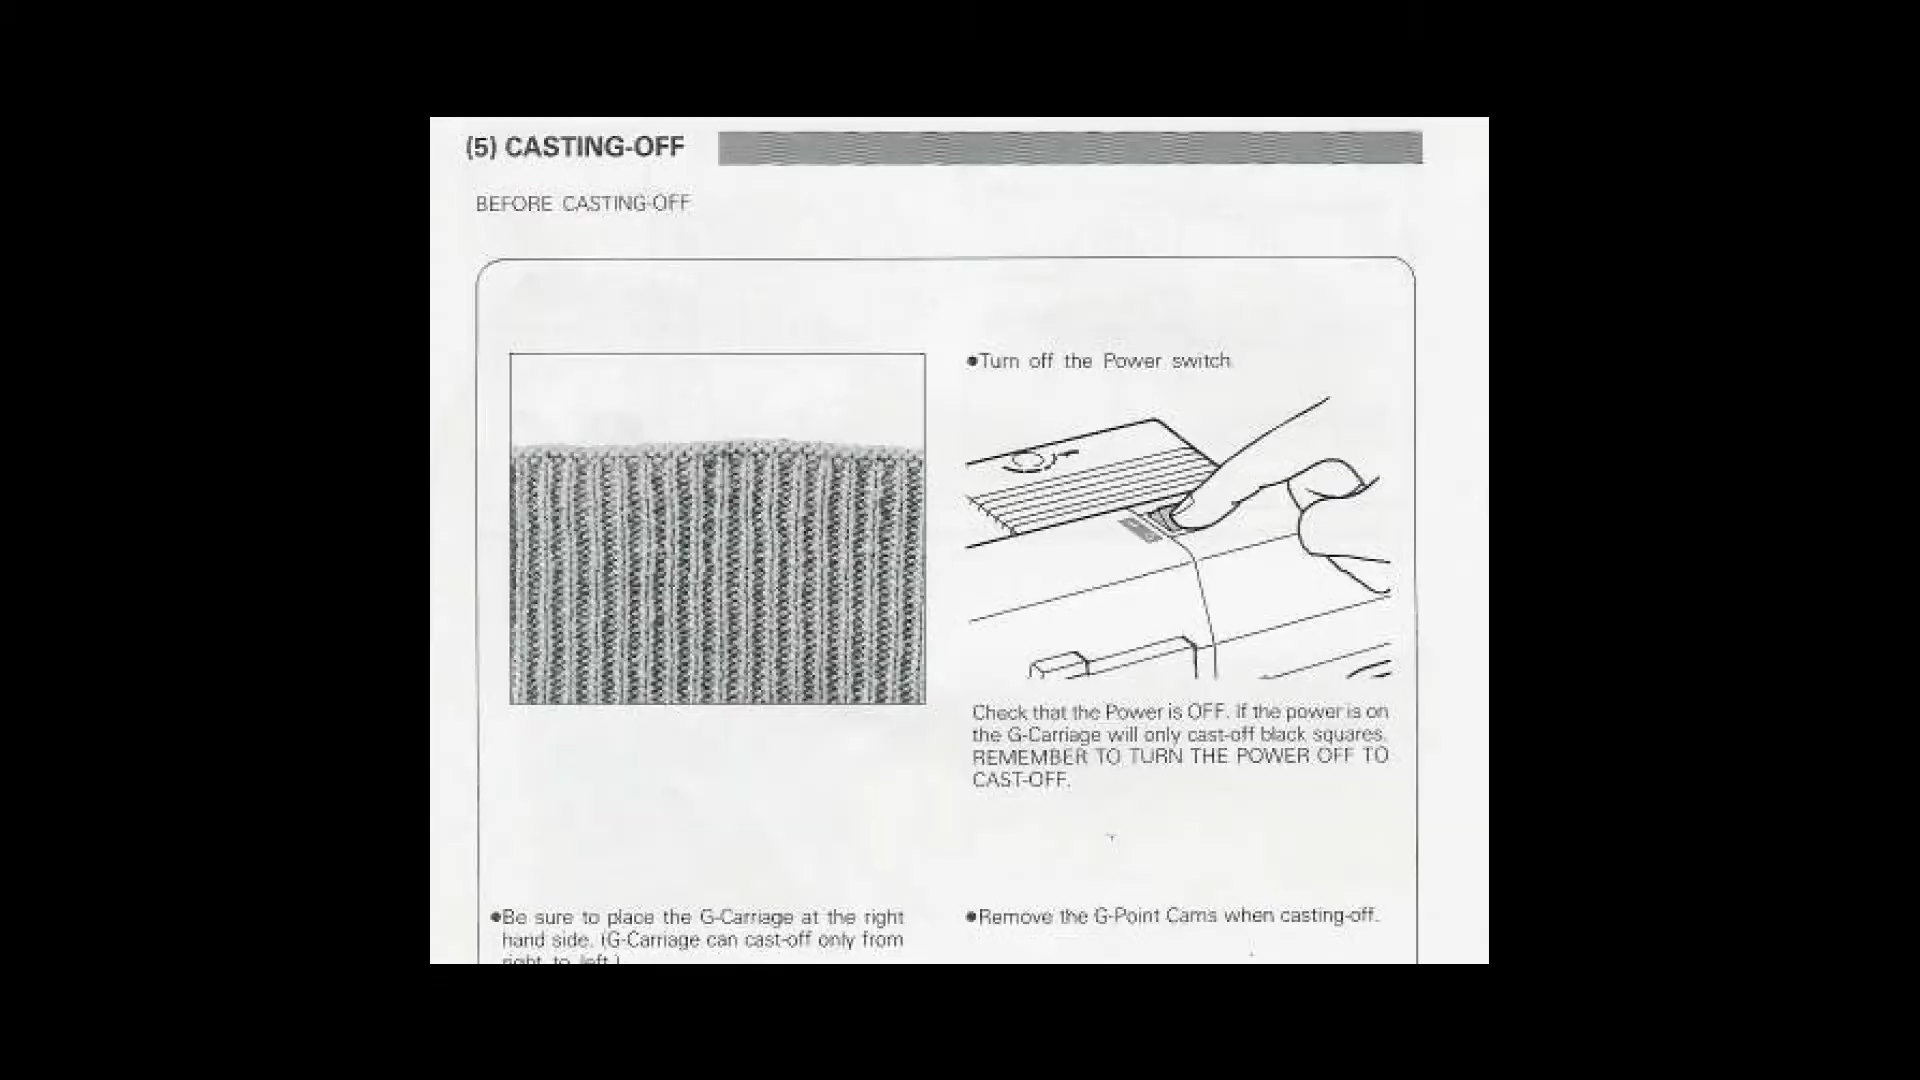 (5) CASTING-OFF
BEFORE CASTING-OFF
●Turn off the Power switch
Check that the Power is OFF. If the power is on
the G-Carriage will only cast-off black squares.
REMEMBER TO TURN THE POWER OFF TO
CAST-OFF.
●Be sure to place the G-Carriage at the right
hand side. (G-Carriage can cast-off only from
right to left.)
●Remove the G-Point Cams when casting-off.